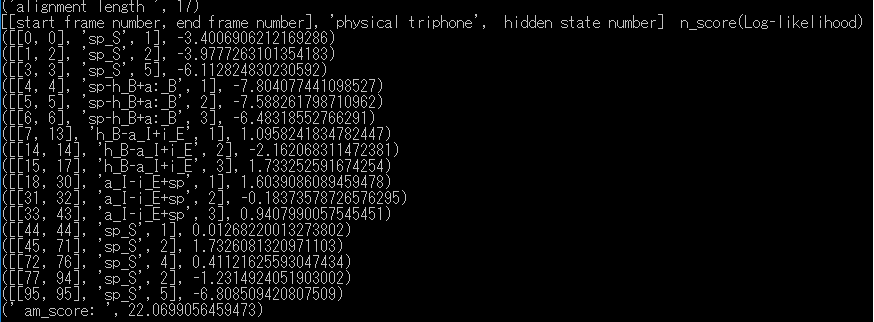 ('alignment length ', 17)
[[start frame number, end frame number], 'physical triphone',  hidden state number]  n_score(Log-likelihood)
([[0, 0], 'sp_S', 1], -3.4006906212169286)
([[1, 2], 'sp_S', 2], -3.9777263101354183)
([[3, 3], 'sp_S', 5], -6.112824830230592)
([[4, 4], 'sp-h_B+a:_B', 1], -7.804077441098527)
([[5, 5], 'sp-h_B+a:_B', 2], -7.588261798710962)
([[6, 6], 'sp-h_B+a:_B', 3], -6.48318552766291)
([[7, 13], 'h_B-a_I+i_E', 1], 1.0958241834782447)
([[14, 14], 'h_B-a_I+i_E', 2], -2.162068311472381)
([[15, 17], 'h_B-a_I+i_E', 3], 1.733252591674254)
([[18, 30], 'a_I-i_E+sp', 1], 1.6039086089459478)
([[31, 32], 'a_I-i_E+sp', 2], -0.18373578726576295)
([[33, 43], 'a_I-i_E+sp', 3], 0.9407990057545451)
([[44, 44], 'sp_S', 1], 0.01268220013273802)
([[45, 71], 'sp_S', 2], 1.7326081320971103)
([[72, 76], 'sp_S', 4], 0.41121625593047434)
([[77, 94], 'sp_S', 2], -1.2314924051903002)
([[95, 95], 'sp_S', 5], -6.808509420807509)
(' am_score: ', 22.0699056459473)